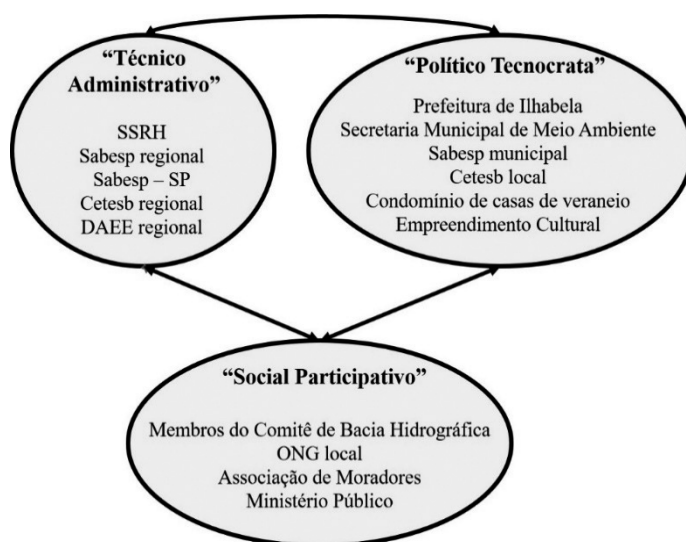 “Técnico
Administrativo”
SSRH
Sabesp regional
Sabesp – SP
Cetesb regional
DAEE regional
“Político Tecnocrata”
Prefeitura de Ilhabela
Secretaria Municipal de Meio Ambiente
Sabesp municipal
Cetesb local
Condomínio de casas de veraneio
Empreendimento Cultural
“Social Participativo”
Membros do Comitê de Bacia Hidrográfica
ONG local
Associação de Moradores
Ministério Público